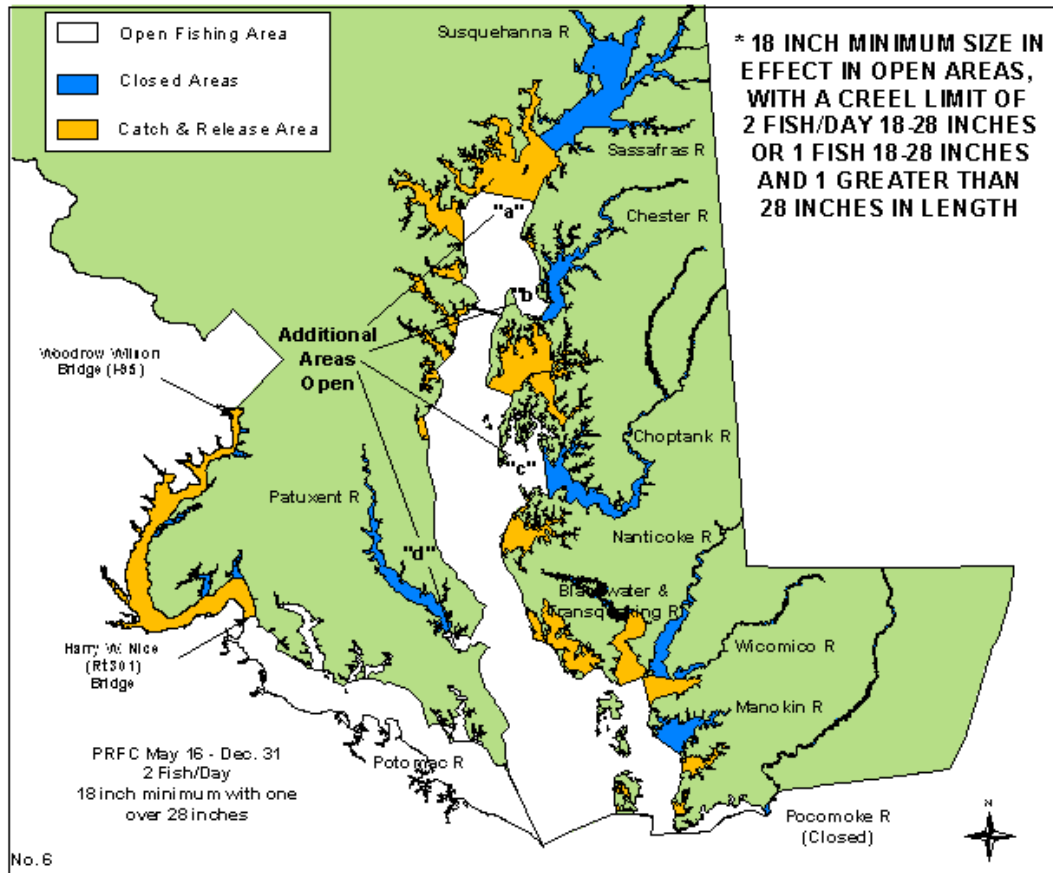 Open Fishing Area
Closed Areas
Catch & Release Area
Susquehanna R
* 18 INCH MINIMUM SIZE IN
EFFECT IN OPEN AREAS,
WITH A CREEL LIMIT OF
2 FISH/DAY 18-28 INCHES
OR 1 FISH 18-28 INCHES
AND 1 GREATER THAN
28 INCHES IN LENGTH
Sassafras R
Chester R
"a"
"b"
Additional
Areas
Open
Woodrow Wilson
Bridge (I-95)
Choptank R
"c"
Patuxent R
Nanticoke R
"d"
Blackwater &
Transquaking R
Wicomico R
Harry W. Nice
(Rt301)
Bridge
Manokin R
PRFC May 16 - Dec. 31
2 Fish/Day
18 inch minimum with one
over 28 inches
Potomac R
Pocomoke R
(Closed)
N
No. 6